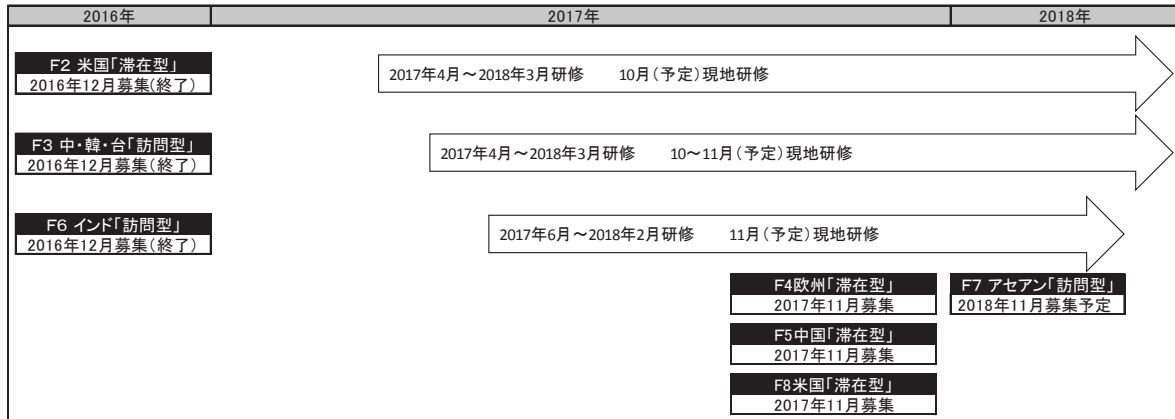 2016年 2017年 2018年
F2 米国「滞在型」
2016年12月募集(終了)
2017年4月～2018年3月研修 10月(予定)現地研修
F3 中・韓・台「訪問型」
2016年12月募集(終了)
2017年4月～2018年3月研修 10～11月(予定)現地研修
F6 インド「訪問型」
2016年12月募集(終了)
2017年6月～2018年2月研修 11月(予定)現地研修
F4欧州「滞在型」
2017年11月募集
F7 アセアン「訪問型」
2018年11月募集予定
F5中国「滞在型」
2017年11月募集
F8米国「滞在型」
2017年11月募集